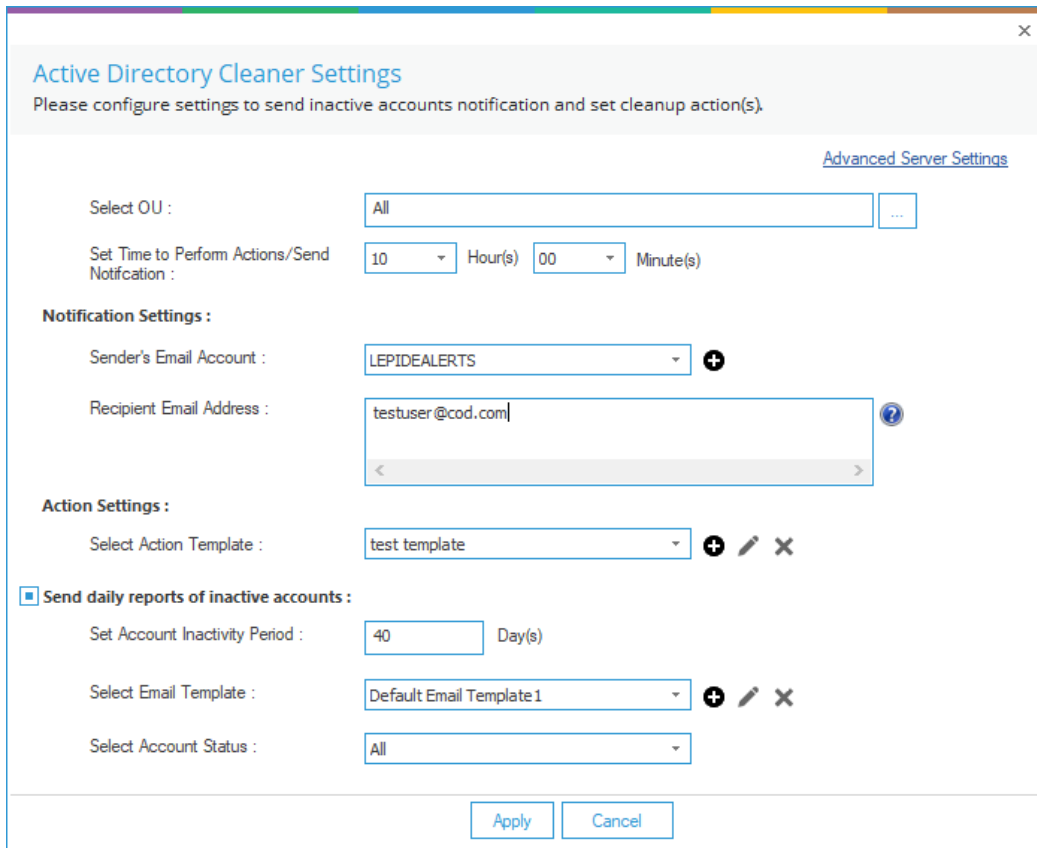 Active Directory Cleaner Settings
Please configure settings to send inactive accounts notification and set cleanup action(s).
Advanced Server Settings
Select OU :
All
...
Set Time to Perform Actions/Send
Notifcation :
10
Hour(s)
00
Minute(s)
Notification Settings :
Sender's Email Account :
LEPIDEALERTS
Recipient Email Address :
testuser@cod.com
Action Settings :
Select Action Template :
test template
Send daily reports of inactive accounts :
Set Account Inactivity Period :
40
Day(s)
Select Email Template :
Default Email Template1
Select Account Status :
All
Apply
Cancel